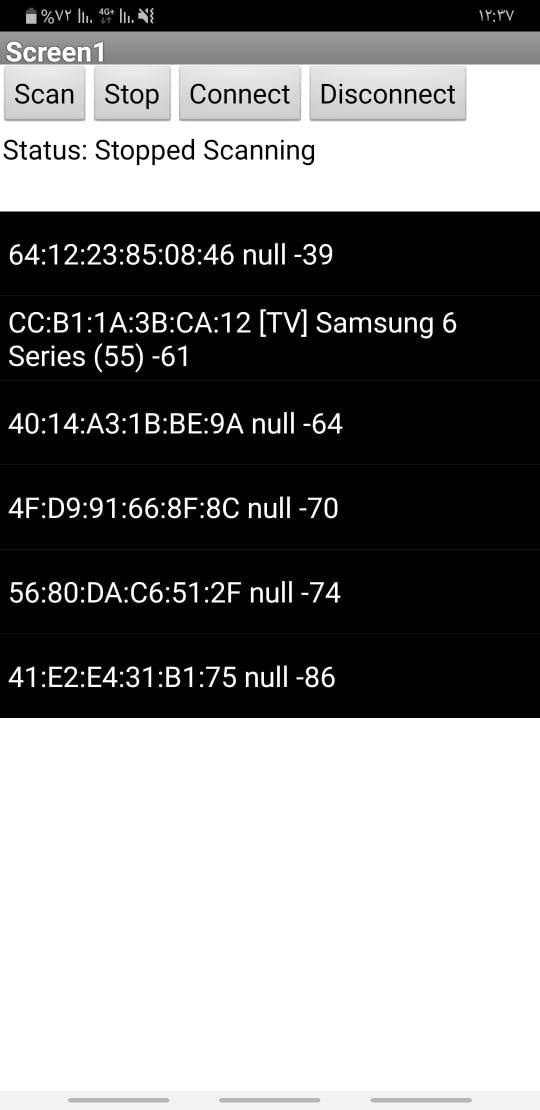 %۷۲ 4G+ ۱۲:۳۷
Screen1
Scan Stop Connect Disconnect
Status: Stopped Scanning
64:12:23:85:08:46 null -39
CC:B1:1A:3B:CA:12 [TV] Samsung 6
Series (55) -61
40:14:A3:1B:BE:9A null -64
4F:D9:91:66:8F:8C null -70
56:80:DA:C6:51:2F null -74
41:E2:E4:31:B1:75 null -86